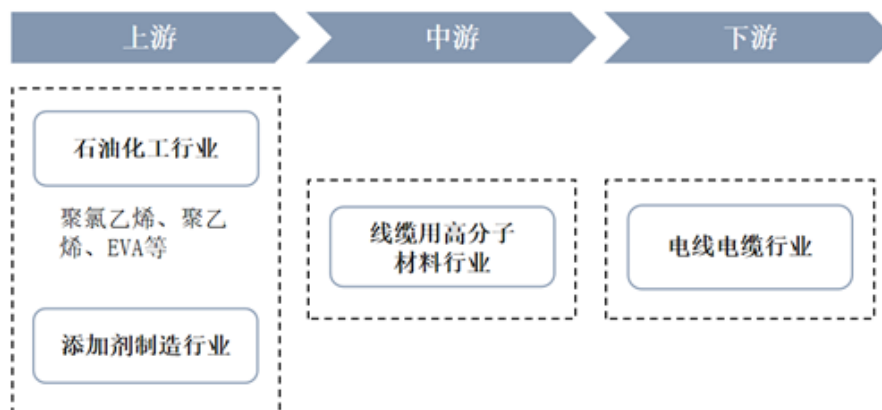 上游
中游
下游
石油化工行业
聚氯乙烯、聚乙
烯、EVA等
添加剂制造行业
线缆用高分子
材料行业
电线电缆行业